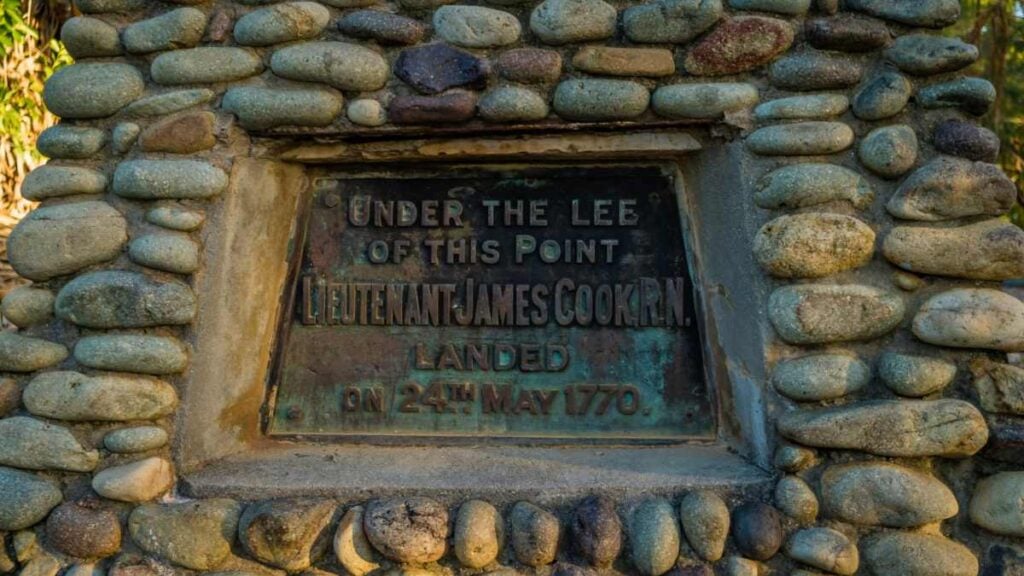 UNDER THE LEE
OF THIS POINT
LIEUTENANT JAMES COOK R.N.
LANDED
ON 24TH MAY 1770.